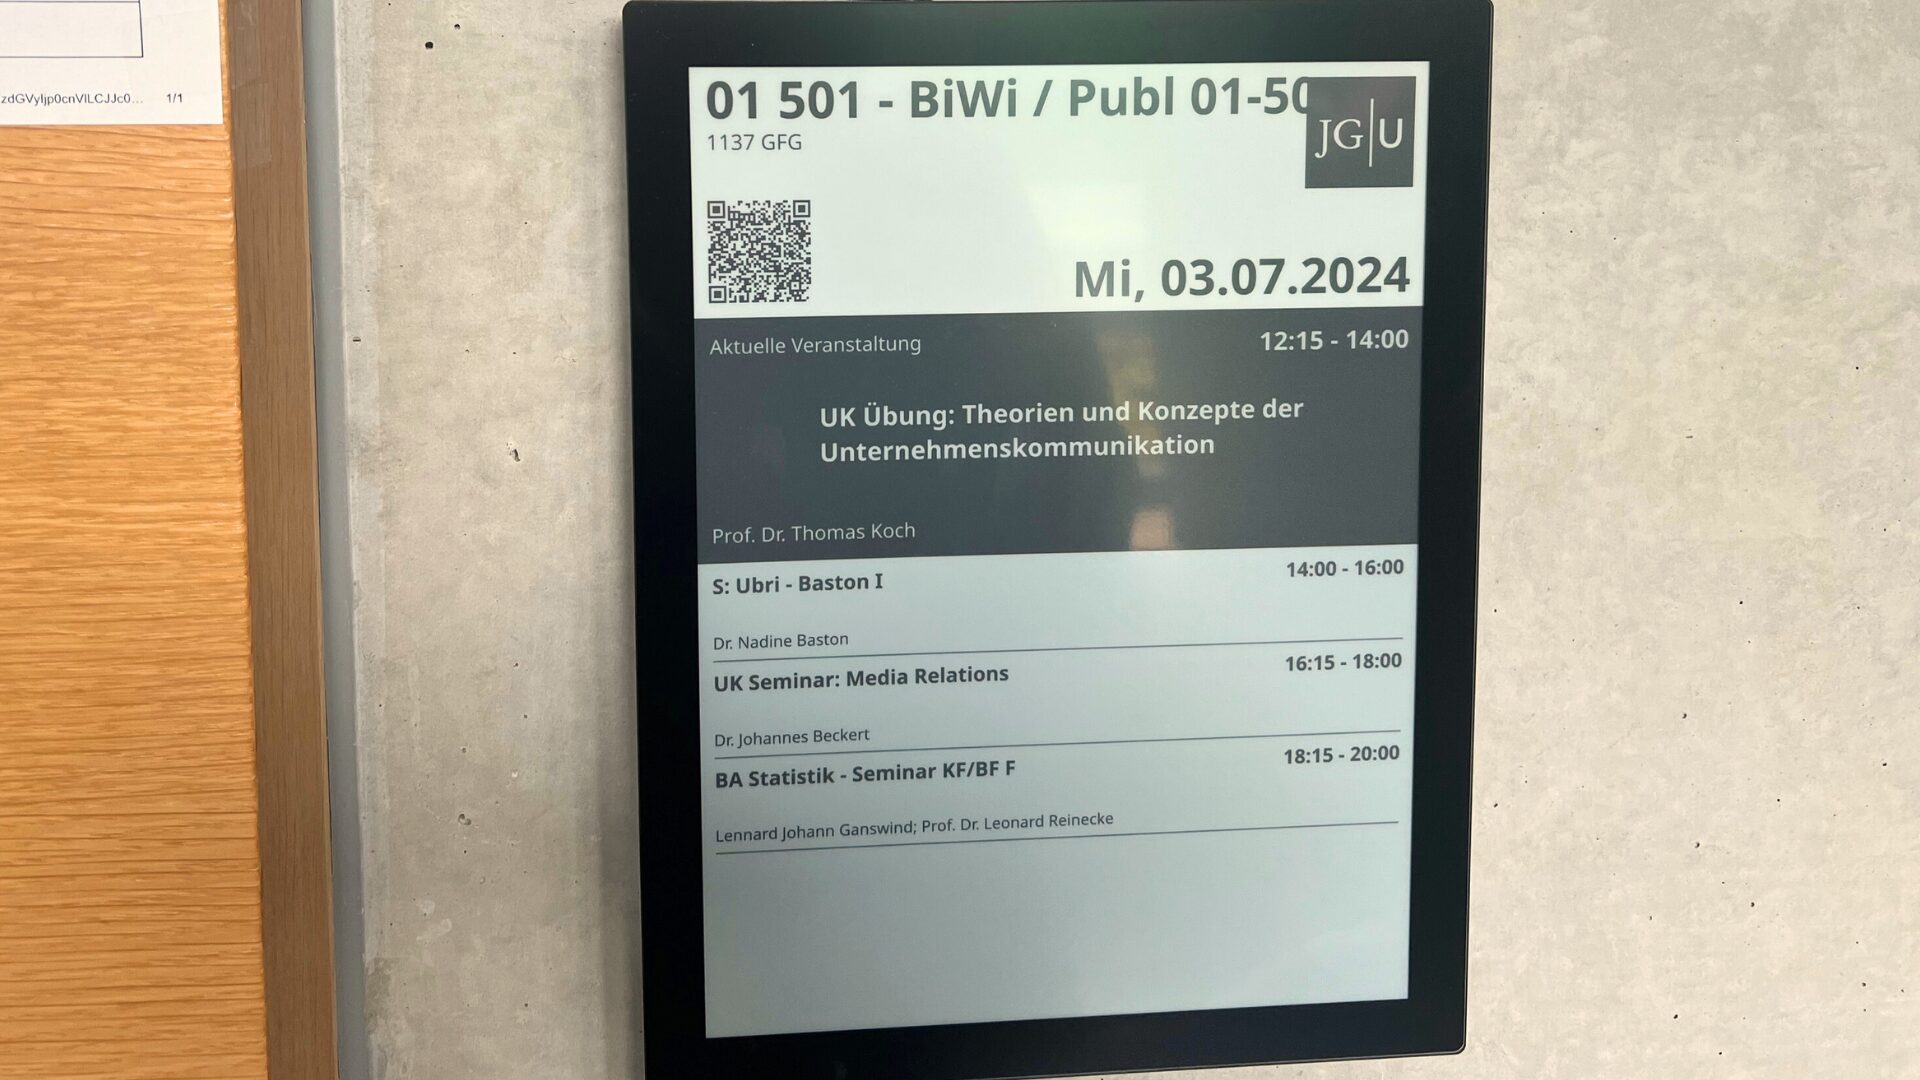 zdGVyIjp0cnVlLCJJc0... 1/1
01 501 - BiWi / Publ 01-50
JG|U
1137 GFG
Mi, 03.07.2024
Aktuelle Veranstaltung 12:15 - 14:00
UK Übung: Theorien und Konzepte der
Unternehmenskommunikation
Prof. Dr. Thomas Koch
S: Ubri - Baston I 14:00 - 16:00
Dr. Nadine Baston
UK Seminar: Media Relations 16:15 - 18:00
Dr. Johannes Beckert
BA Statistik - Seminar KF/BF F 18:15 - 20:00
Lennard Johann Ganswind; Prof. Dr. Leonard Reinecke